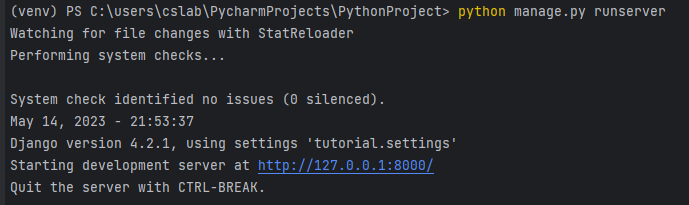 (venv) PS C:\users\cslab\PycharmProjects\PythonProject> python manage.py runserver
Watching for file changes with StatReloader
Performing system checks...

System check identified no issues (0 silenced).
May 14, 2023 - 21:53:37
Django version 4.2.1, using settings 'tutorial.settings'
Starting development server at http://127.0.0.1:8000/
Quit the server with CTRL-BREAK.